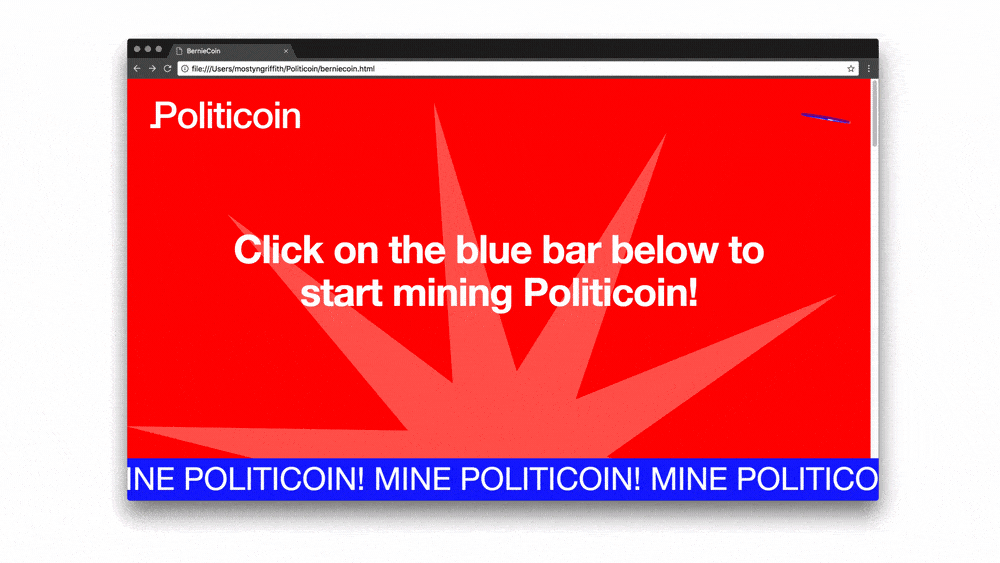 BernieCoin
file:///Users/mostyngriffith/Politicoin/berniecoin.html
.Politicoin
Click on the blue bar below to
start mining Politicoin!
INE POLITICOIN! MINE POLITICOIN! MINE POLITICO